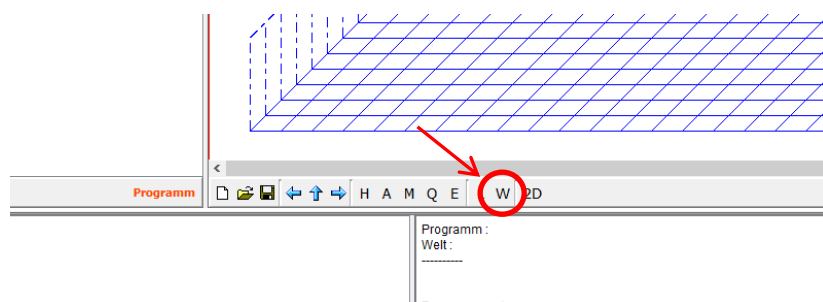 <
Programm H A M Q E W 2D
Programm :
Welt :
----------